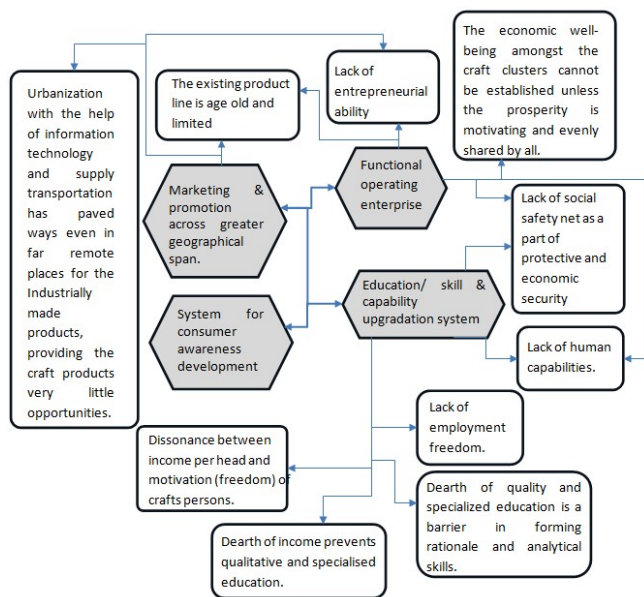 Urbanization
with the help
of information
technology
and supply
transportation
has paved
ways even in
far remote
places for the
Industrially
made
products,
providing the
craft products
very little
opportunities.
The existing product
line is age old and
limited
Lack of
entrepreneurial
ability
The economic well-
being amongst the
craft clusters cannot
be established unless
the prosperity is
motivating and evenly
shared by all.
Marketing &
promotion across
greater
geographical
span.
Functional
operating
enterprise
Lack of social
safety net as a
part of
protective and
economic
security
System for
consumer
awareness
development
Education/ skill &
capability
upgradation system
Lack of human
capabilities.
Lack of
employment
freedom.
Dissonance between
income per head and
motivation (freedom) of
crafts persons.
Dearth of quality and
specialized education is a
barrier in forming
rationale and analytical
skills.
Dearth of income prevents
qualitative and specialised
education.